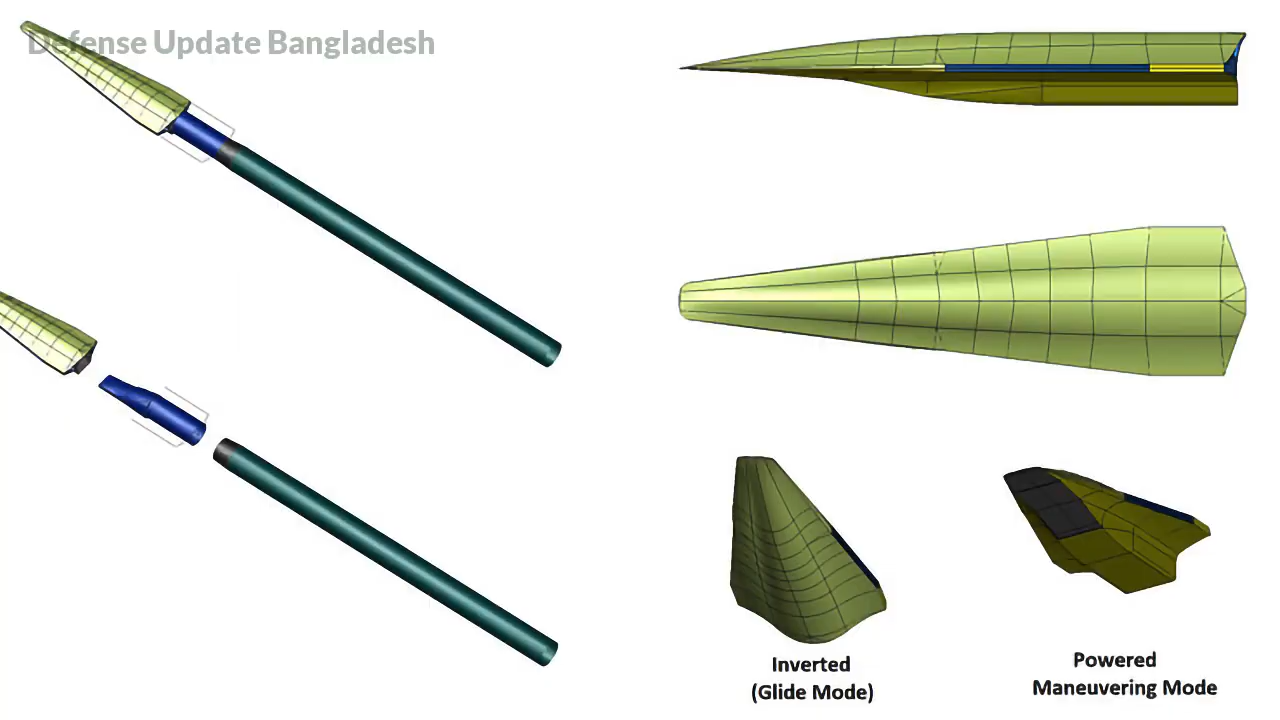 Defense Update Bangladesh
Inverted
(Glide Mode)
Powered
Maneuvering Mode